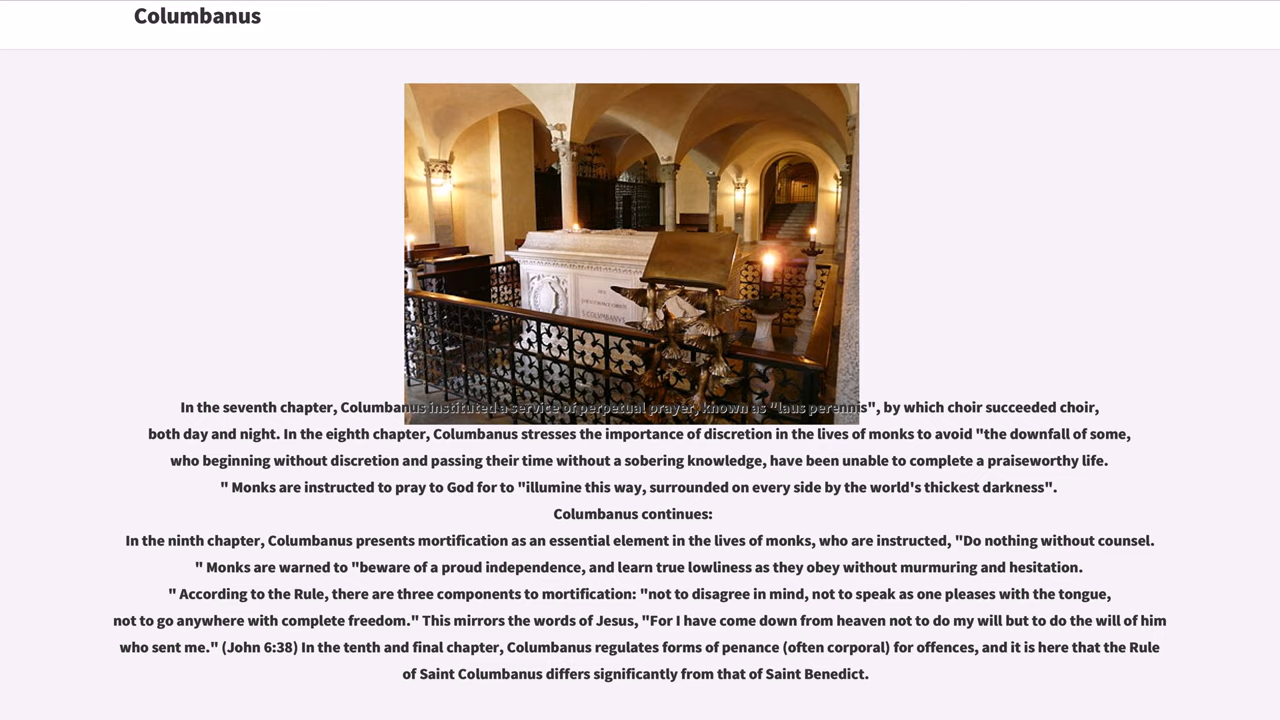 Columbanus
S COLVMBANVS
In the seventh chapter, Columbanus instituted a service of perpetual prayer, known as "laus perennis", by which choir succeeded choir,
both day and night. In the eighth chapter, Columbanus stresses the importance of discretion in the lives of monks to avoid "the downfall of some,
who beginning without discretion and passing their time without a sobering knowledge, have been unable to complete a praiseworthy life.
" Monks are instructed to pray to God for to "illumine this way, surrounded on every side by the world's thickest darkness".
Columbanus continues:
In the ninth chapter, Columbanus presents mortification as an essential element in the lives of monks, who are instructed, "Do nothing without counsel.
" Monks are warned to "beware of a proud independence, and learn true lowliness as they obey without murmuring and hesitation.
" According to the Rule, there are three components to mortification: "not to disagree in mind, not to speak as one pleases with the tongue,
not to go anywhere with complete freedom." This mirrors the words of Jesus, "For I have come down from heaven not to do my will but to do the will of him
who sent me." (John 6:38) In the tenth and final chapter, Columbanus regulates forms of penance (often corporal) for offences, and it is here that the Rule
of Saint Columbanus differs significantly from that of Saint Benedict.